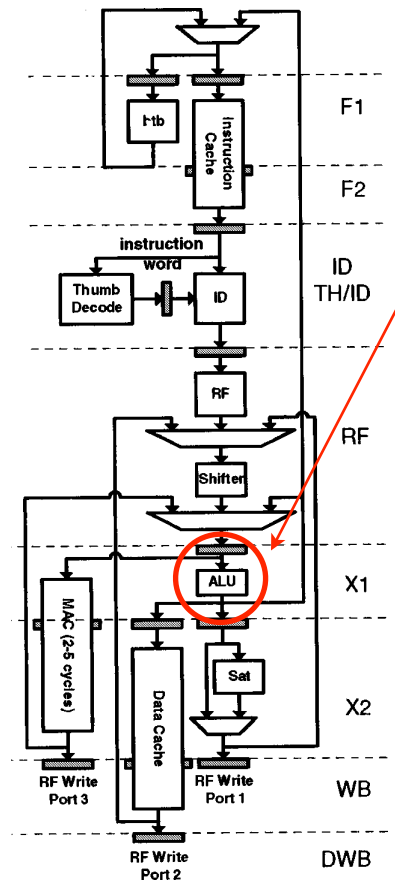 F1
btb
Instruction
Cache
F2
instruction
word
ID
TH/ID
Thumb
Decode
ID
RF
RF
Shifter
X1
ALU
MAC (2-5 cycles)
Sat
Data Cache
X2
RF Write
Port 3
RF Write
Port 1
WB
RF Write
Port 2
DWB